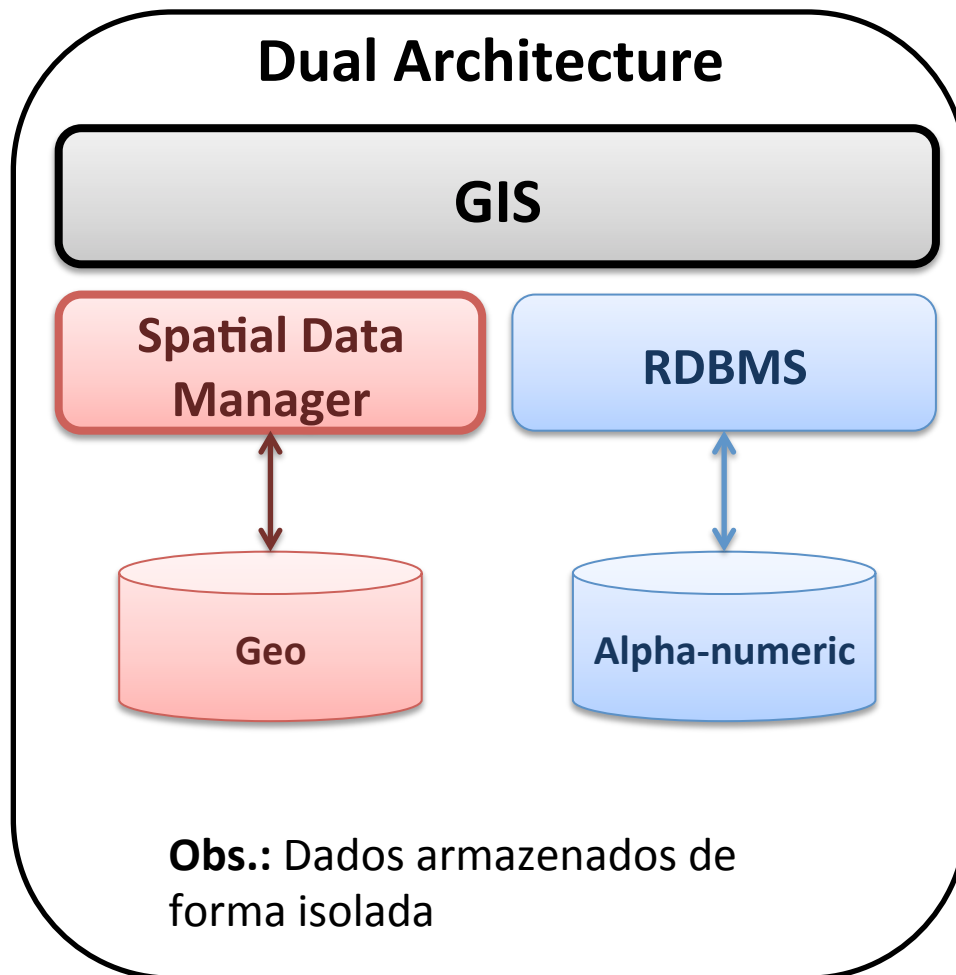 Dual Architecture
GIS
Spatial Data
Manager
RDBMS
Geo
Alpha-numeric
Obs.: Dados armazenados de
forma isolada